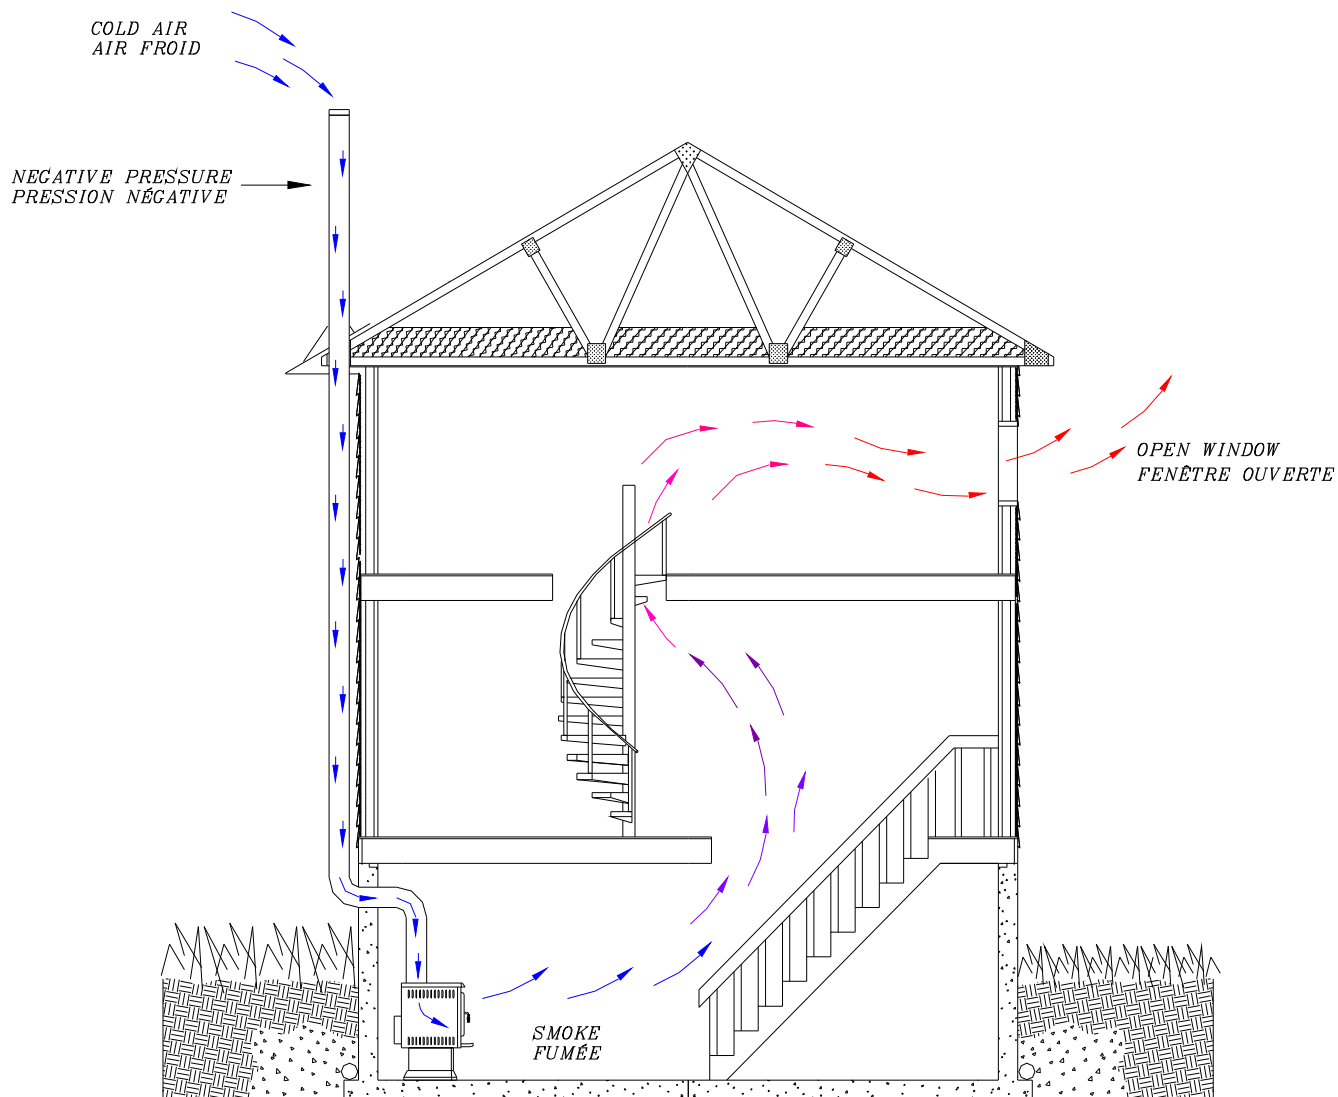 COLD AIR
AIR FROID
NEGATIVE PRESSURE
PRESSION NÉGATIVE
OPEN WINDOW
FENÊTRE OUVERTE
SMOKE
FUMÉE